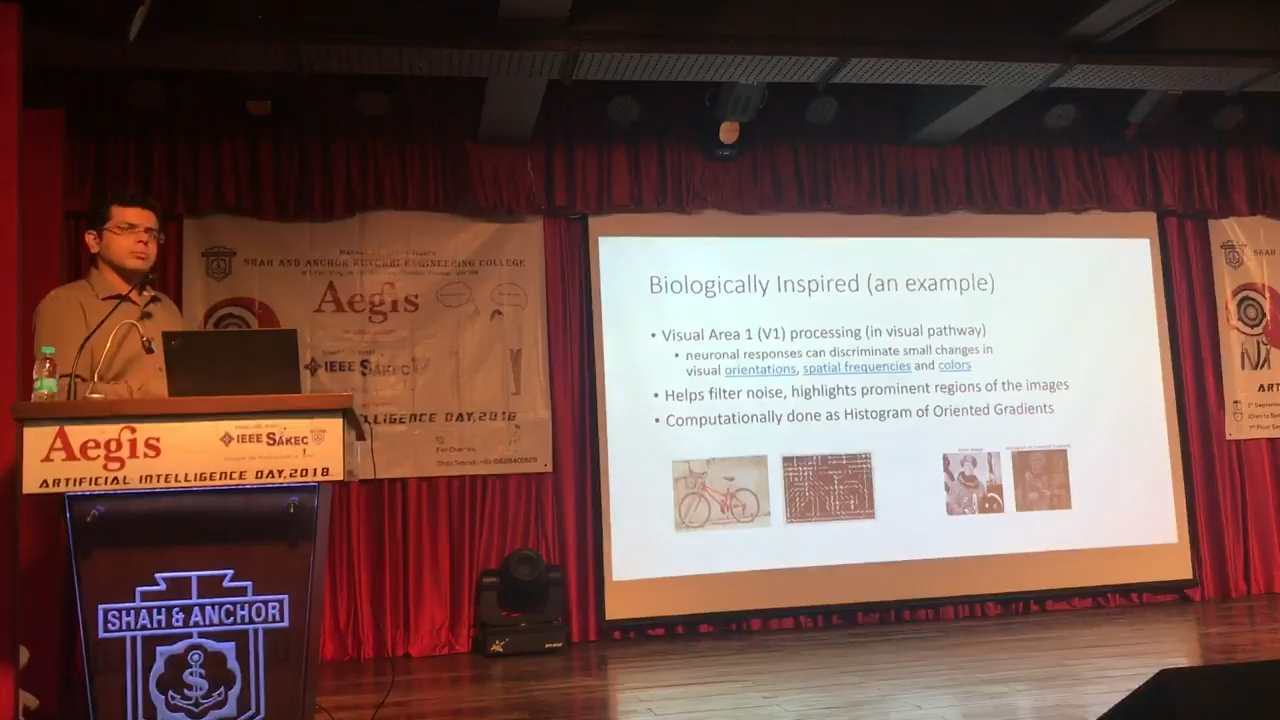 SHAH AND ANCHOR KUTCHHI ENGINEERING COLLEGE
Aegis
IEEE SAKEC
LLIGENCE DAY, 2018
Aegis
IEEE SAKEC
ARTIFICIAL INTELLIGENCE DAY, 2018
SHAH & ANCHOR
Biologically Inspired (an example)
• Visual Area 1 (V1) processing (in visual pathway)
• neuronal responses can discriminate small changes in
visual orientations, spatial frequencies and colors
• Helps filter noise, highlights prominent regions of the images
• Computationally done as Histogram of Oriented Gradients
SHAH
ART